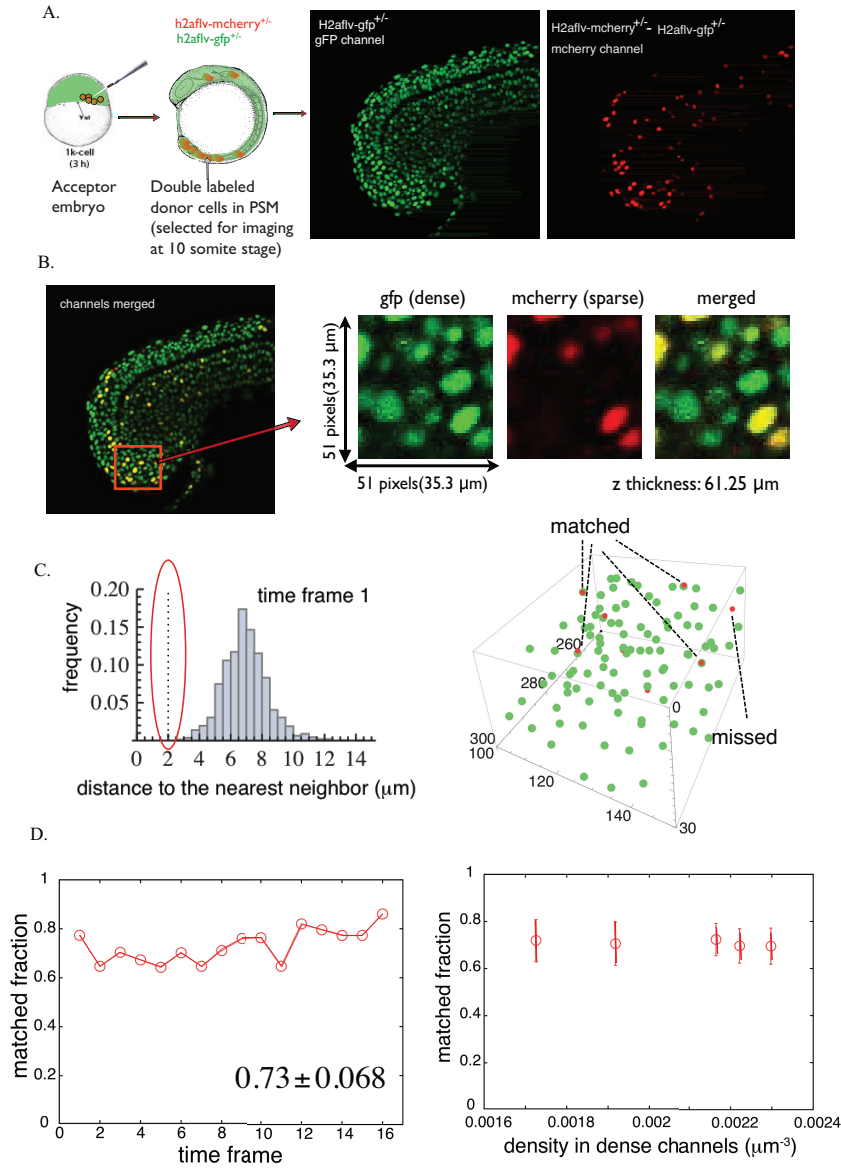 A.
h2aflv-mcherry+/-
h2aflv-gfp+/-
1k-cell
(3 h)
Acceptor
embryo
Double labeled
donor cells in PSM
(selected for imaging
at 10 somite stage)
H2aflv-gfp+/-
gFP channel
H2aflv-mcherry+/- - H2aflv-gfp+/-
mcherry channel
B.
channels merged
gfp (dense)
mcherry (sparse)
merged
51 pixels(35.3 μm)
51 pixels(35.3 μm)
z thickness: 61.25 μm
C.
time frame 1
frequency
0.20
0.15
0.10
0.05
0 2 4 6 8 10 12 14
distance to the nearest neighbor (μm)
matched
missed
260
280
300
100
120
140
0
30
D.
matched fraction
1
0.8
0.6
0.4
0.2
0
0 2 4 6 8 10 12 14 16
time frame
0.73±0.068
matched fraction
1
0.8
0.6
0.4
0.2
0
0.0016 0.0018 0.002 0.0022 0.0024
density in dense channels (μm-3)